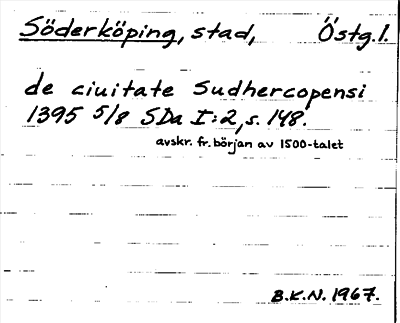 Söderköping, stad, Östg.l.
de ciuitate Sudhercopensi
1395 5/8 SDa I:2, s. 148.
avskr. fr. början av 1500-talet
B.K.N. 1967.